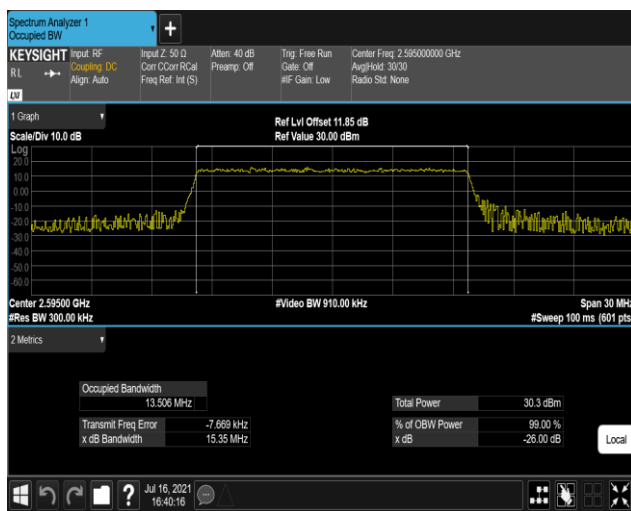 Spectrum Analyzer 1
Occupied BW
KEYSIGHT
RL
LXI
Input: RF
Coupling: DC
Align: Auto
Input Z: 50 Ω
Corr CCorr RCal
Freq Ref: Int (S)
Atten: 40 dB
Preamp: Off
Trig: Free Run
Gate: Off
#IF Gain: Low
Center Freq: 2.595000000 GHz
Avg|Hold: 30/30
Radio Std: None
1 Graph
Scale/Div 10.0 dB
Ref Lvl Offset 11.85 dB
Ref Value 30.00 dBm
Log
20.0
10.0
0.00
-10.0
-20.0
-30.0
-40.0
-50.0
-60.0
Center 2.59500 GHz
#Res BW 300.00 kHz
#Video BW 910.00 kHz
Span 30 MHz
#Sweep 100 ms (601 pts
2 Metrics
Occupied Bandwidth
13.506 MHz
Transmit Freq Error -7.669 kHz
x dB Bandwidth 15.35 MHz
Total Power 30.3 dBm
% of OBW Power 99.00 %
x dB -26.00 dB
Local
?
Jul 16, 2021
16:40:16